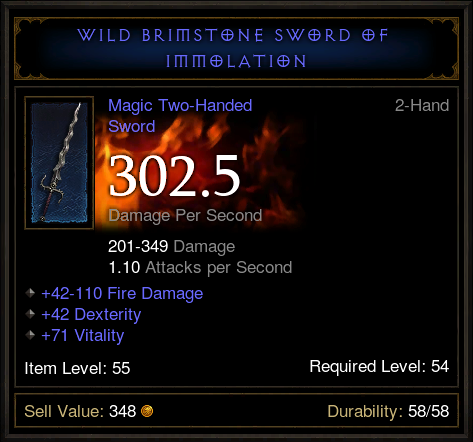 WILD BRIMSTONE SWORD OF
IMMOLATION
Magic Two-Handed
Sword
2-Hand
302.5
Damage Per Second
201-349 Damage
1.10 Attacks per Second
+42-110 Fire Damage
+42 Dexterity
+71 Vitality
Item Level: 55
Required Level: 54
Sell Value: 348
Durability: 58/58